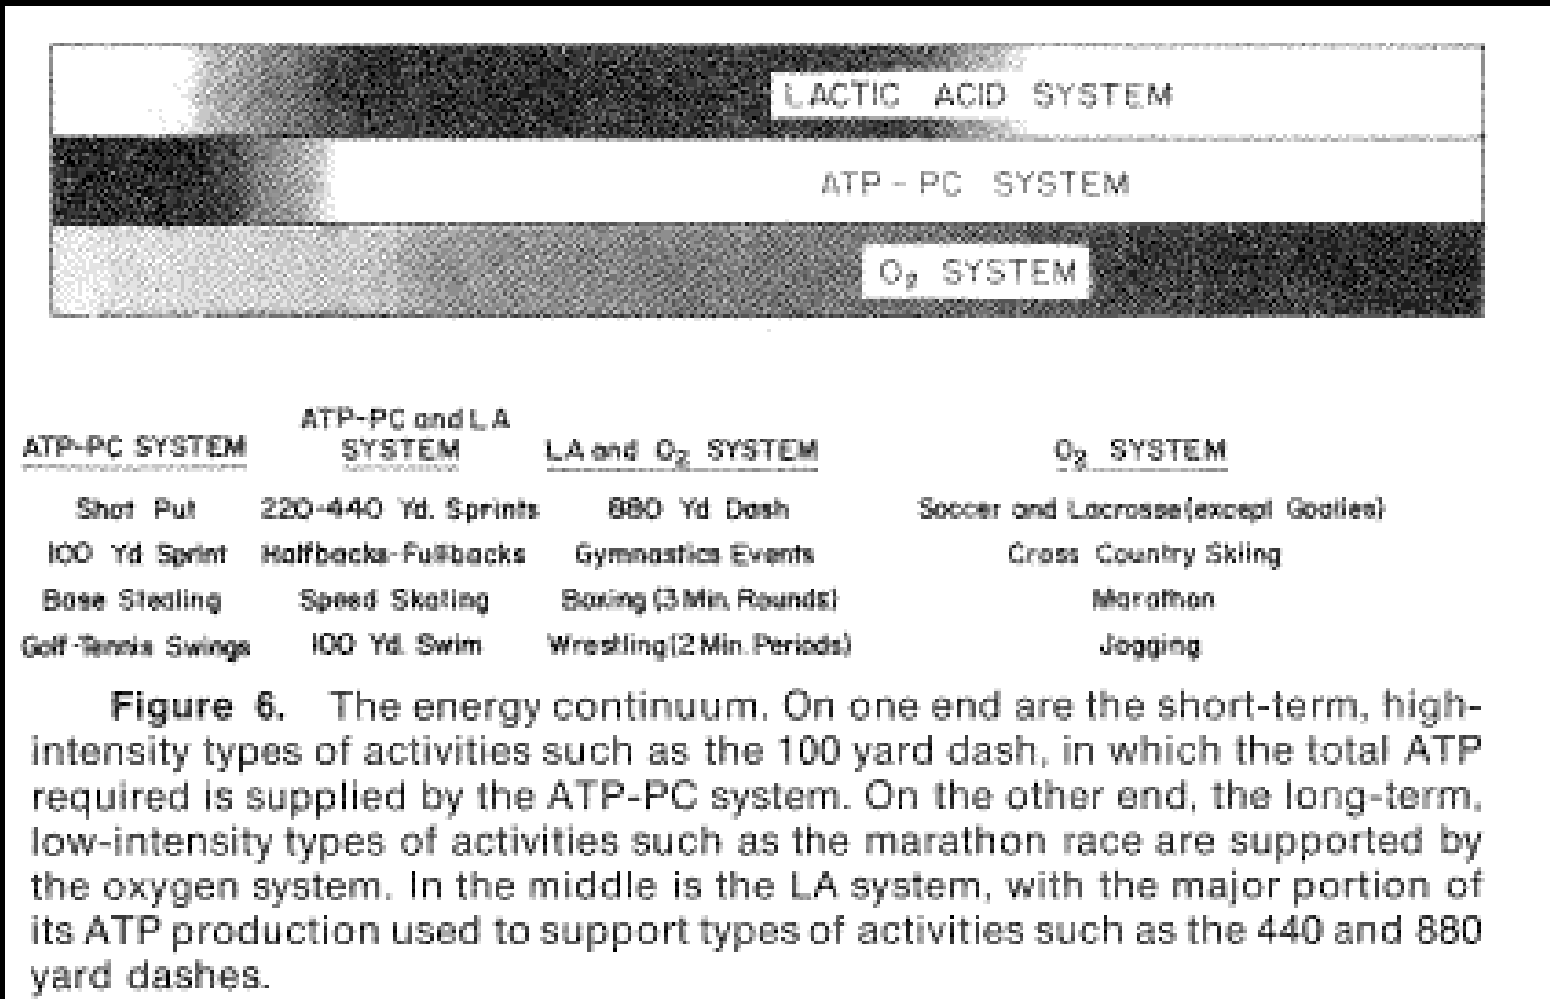 LACTIC ACID SYSTEM
ATP - PC SYSTEM
O₂ SYSTEM
ATP-PC SYSTEM
Shot Put
100 Yd Sprint
Base Stealing
Golf-Tennis Swings
ATP-PC and LA
SYSTEM
220-440 Yd. Sprints
Halfbacks-Fullbacks
Speed Skating
100 Yd. Swim
LA and O₂ SYSTEM
880 Yd Dash
Gymnastics Events
Boxing (3 Min. Rounds)
Wrestling (2 Min. Periods)
O₂ SYSTEM
Soccer and Lacrosse (except Goalies)
Cross Country Skiing
Marathon
Jogging
Figure 6. The energy continuum. On one end are the short-term, high-
intensity types of activities such as the 100 yard dash, in which the total ATP
required is supplied by the ATP-PC system. On the other end, the long-term,
low-intensity types of activities such as the marathon race are supported by
the oxygen system. In the middle is the LA system, with the major portion of
its ATP production used to support types of activities such as the 440 and 880
yard dashes.